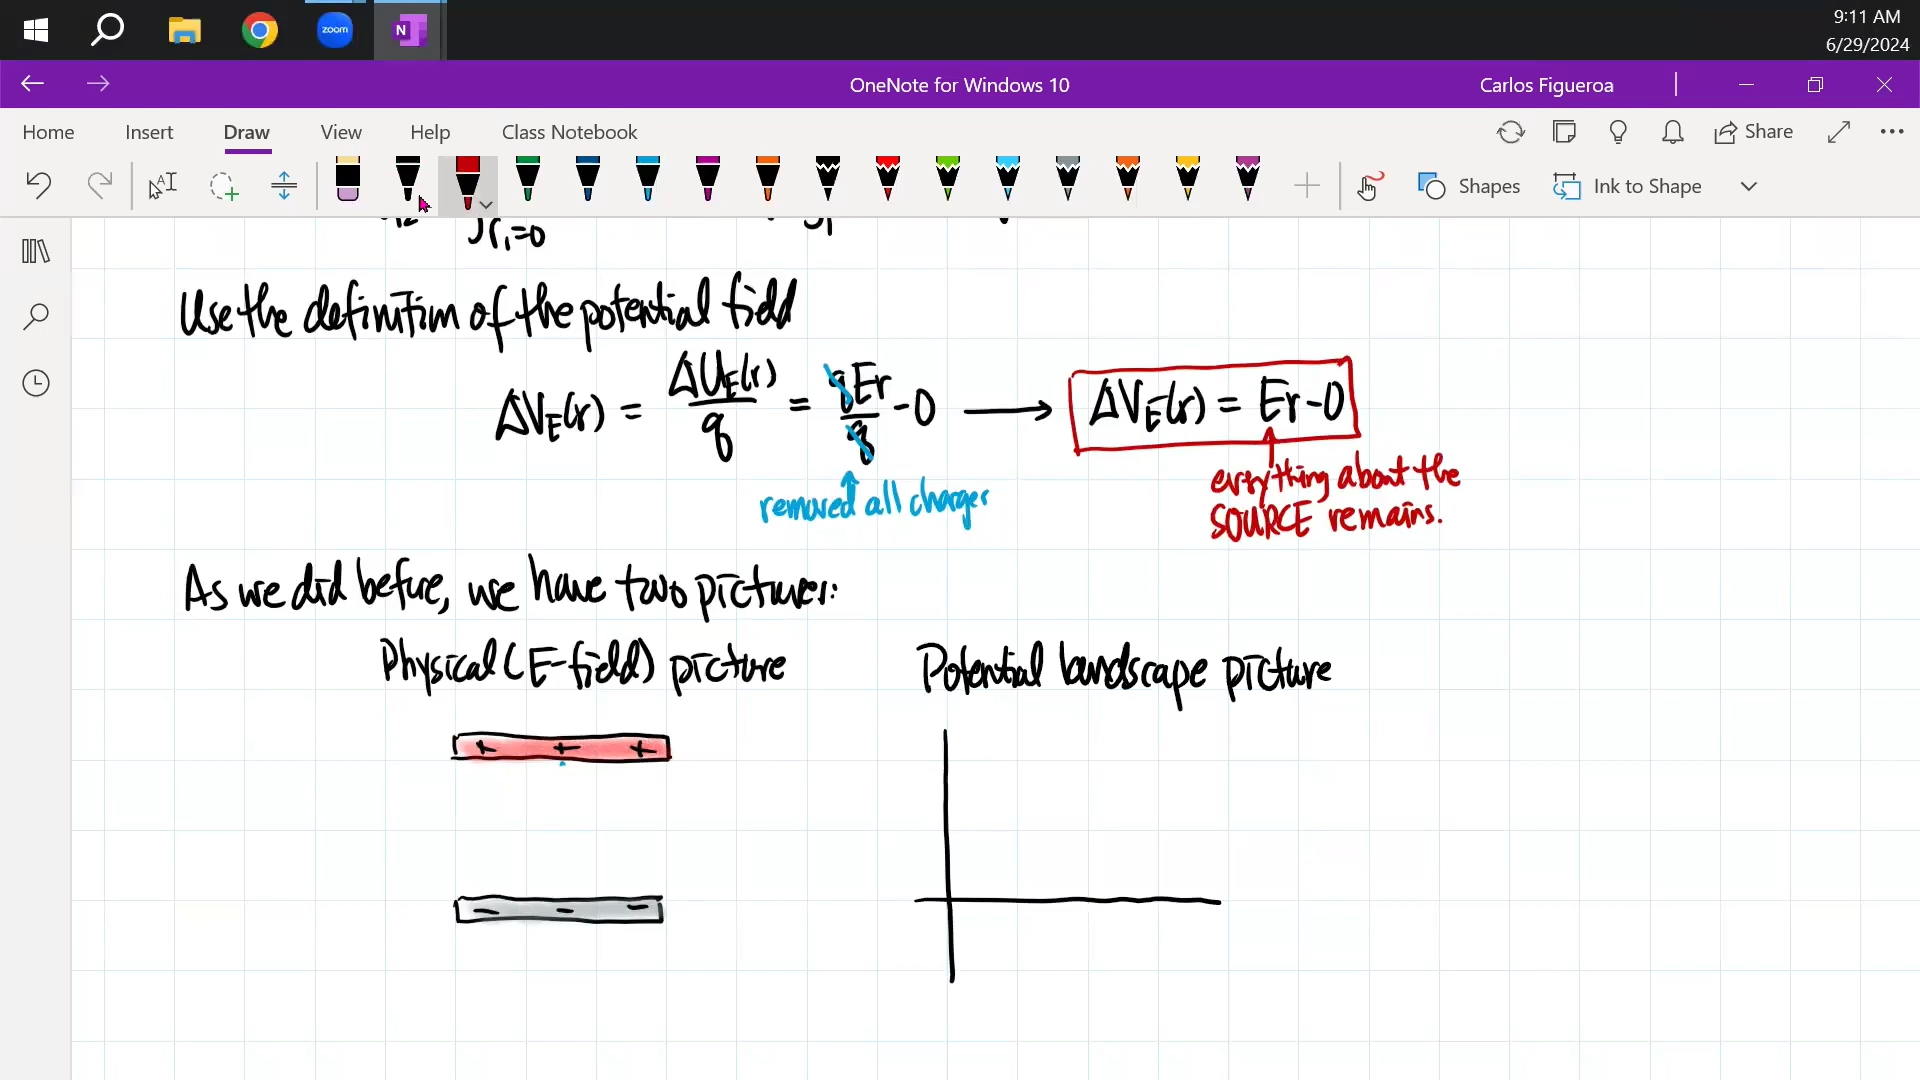 9:11 AM
6/29/2024
zoom
N
OneNote for Windows 10
Carlos Figueroa
Home Insert Draw View Help Class Notebook
Share
Shapes
Ink to Shape
r₁=0
Use the definition of the potential field
ΔV_E(r) = ΔU_E(r)/q = qEr/q - 0 → ΔV_E(r) = Er - 0
removed all charges
everything about the
SOURCE remains.
As we did before, we have two pictures:
Physical (E-field) picture
Potential landscape picture
+ + +
- - -